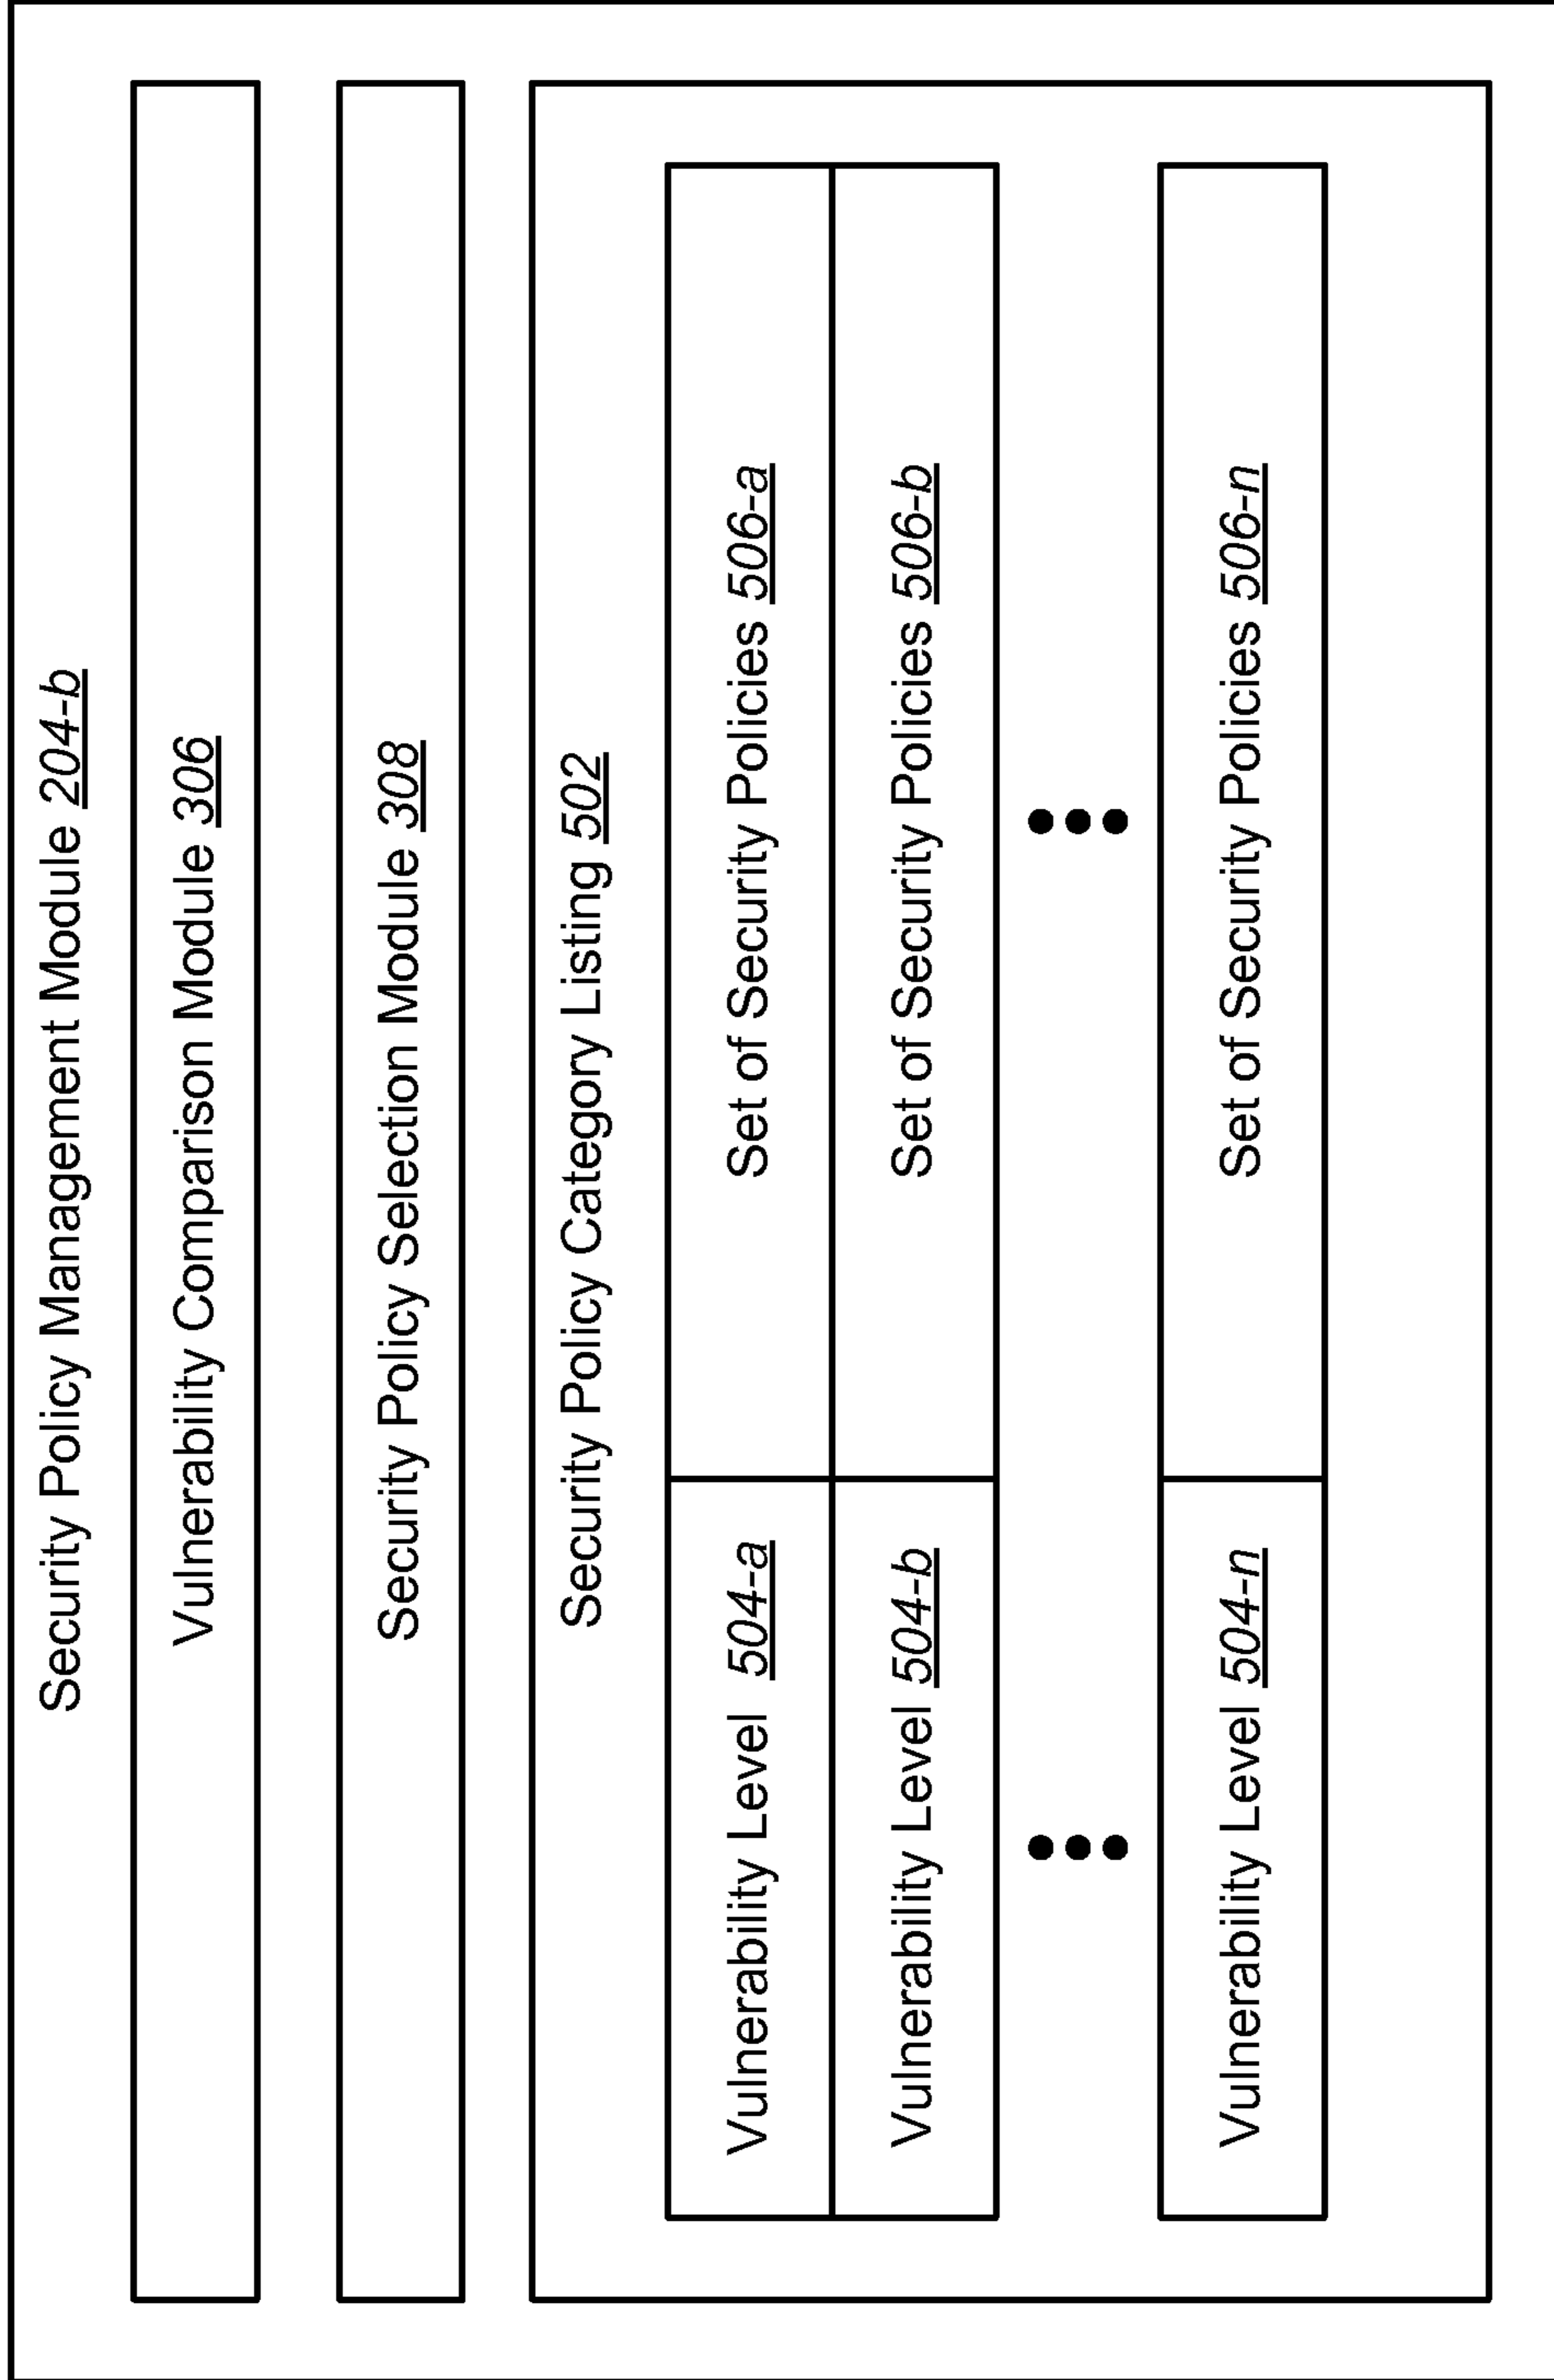 Security Policy Management Module 204-b
Vulnerability Comparison Module 306
Security Policy Selection Module 308
Security Policy Category Listing 502
Vulnerability Level 504-a
Set of Security Policies 506-a
Vulnerability Level 504-b
Set of Security Policies 506-b
Vulnerability Level 504-n
Set of Security Policies 506-n